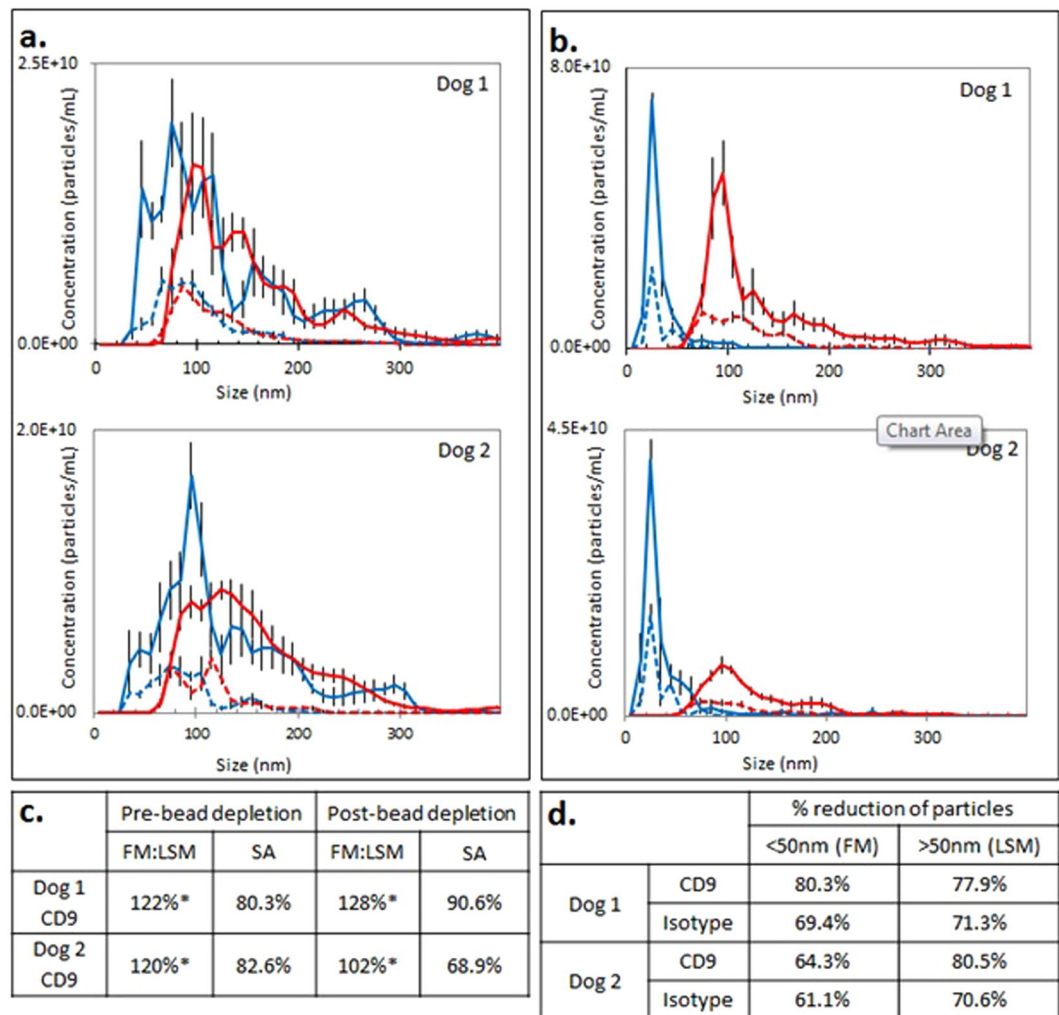 a.
2.5E+10
Dog 1
Concentration (particles/mL)
0.0E+00
0 100 200 300
Size (nm)
2.0E+10
Dog 2
Concentration (particles/mL)
0.0E+00
0 100 200 300
Size (nm)
b.
8.0E+10
Dog 1
Concentration (particles/mL)
0.0E+00
0 100 200 300
Size (nm)
4.5E+10
Chart Area
Dog 2
Concentration (particles/mL)
0.0E+00
0 100 200 300
Size (nm)
c.
Pre-bead depletion Post-bead depletion
FM:LSM SA FM:LSM SA
Dog 1 CD9 122%* 80.3% 128%* 90.6%
Dog 2 CD9 120%* 82.6% 102%* 68.9%
d.
% reduction of particles
<50nm (FM) >50nm (LSM)
Dog 1 CD9 80.3% 77.9%
Isotype 69.4% 71.3%
Dog 2 CD9 64.3% 80.5%
Isotype 61.1% 70.6%